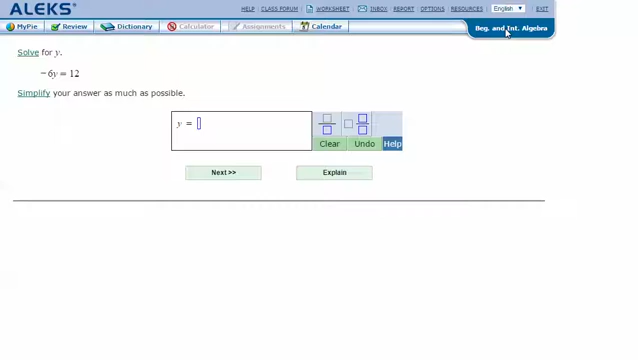 ALEKS®
HELP | CLASS FORUM | WORKSHEET | INBOX | REPORT | OPTIONS | RESOURCES English ▼ EXIT
MyPie Review Dictionary Calculator Assignments Calendar Beg. and Int. Algebra
Solve for y.
−6y = 12
Simplify your answer as much as possible.
y =
Clear Undo Help
Next >> Explain